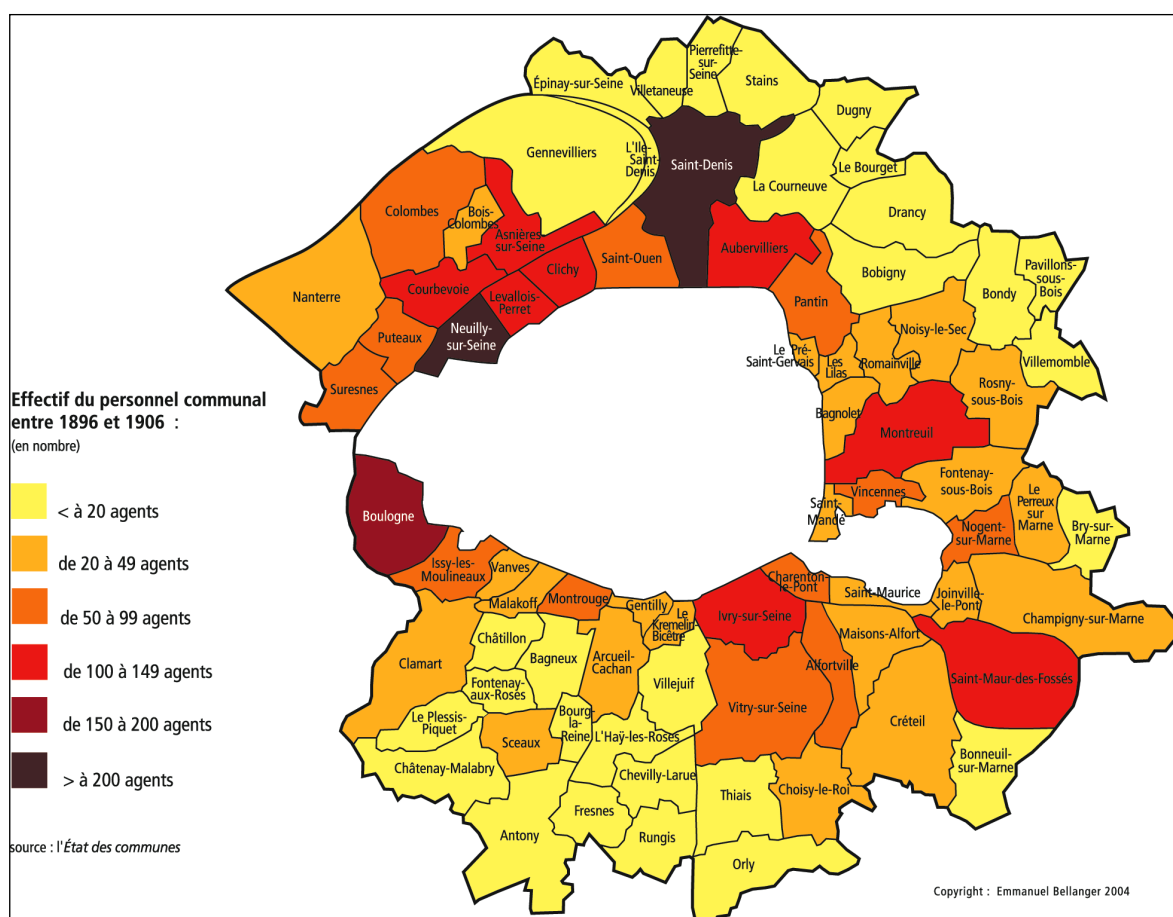 Pierrefitte-
sur-
Seine
Stains
Épinay-sur-Seine
Villetaneuse
Dugny
Gennevilliers
L'Ile-
Saint-
Denis
Saint-Denis
Le Bourget
La Courneuve
Drancy
Colombes
Bois-
Colombes
Asnières-
sur-Seine
Aubervilliers
Saint-Ouen
Clichy
Bobigny
Pavillons-
sous-
Bois
Nanterre
Courbevoie
Levallois-
Perret
Pantin
Bondy
Neuilly-
sur-Seine
Puteaux
Noisy-le-Sec
Le Pré-
Saint-Gervais
Les
Lilas
Romainville
Villemomble
Suresnes
Rosny-
sous-Bois
Bagnolet
Montreuil
Effectif du personnel communal
entre 1896 et 1906 :
(en nombre)
< à 20 agents
de 20 à 49 agents
de 50 à 99 agents
de 100 à 149 agents
de 150 à 200 agents
> à 200 agents
source : l'État des communes
Fontenay-
sous-Bois
Vincennes
Saint-
Mandé
Le
Perreux
sur
Marne
Boulogne
Nogent-
sur-Marne
Bry-sur-
Marne
Issy-les-
Moulineaux
Vanves
Malakoff
Montrouge
Gentilly
Le
Kremelin-
Bicêtre
Charenton-
le-Pont
Saint-Maurice
Joinville-
le-Pont
Ivry-sur-Seine
Champigny-sur-Marne
Maisons-Alfort
Châtillon
Clamart
Bagneux
Arcueil-
Cachan
Alfortville
Saint-Maur-des-Fossés
Fontenay-
aux-Roses
Villejuif
Vitry-sur-Seine
Le Plessis-
Piquet
Bourg-
la-
Reine
Créteil
Sceaux
L'Haÿ-les-Roses
Bonneuil-
sur-Marne
Châtenay-Malabry
Chevilly-Larue
Thiais
Choisy-le-Roi
Fresnes
Antony
Rungis
Orly
Copyright : Emmanuel Bellanger 2004